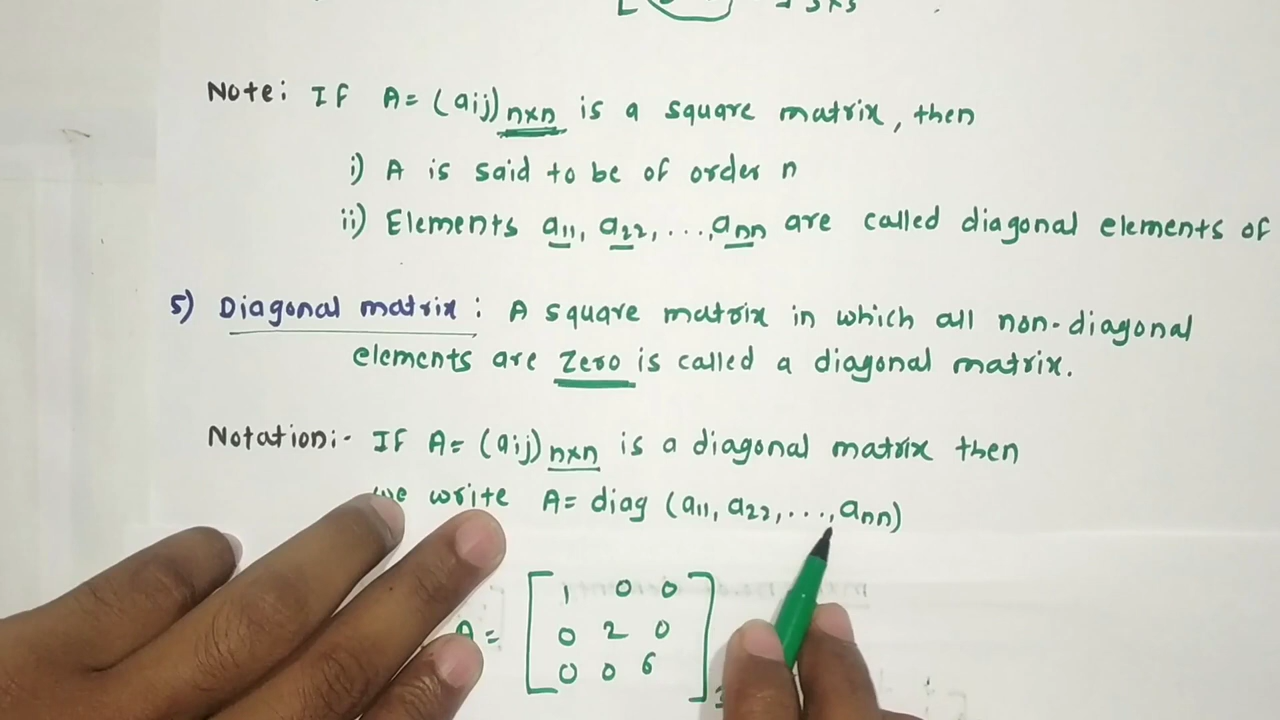 Note: If A = (aij)n×n is a square matrix, then
i) A is said to be of order n
ii) Elements a11, a22, ..., ann are called diagonal elements of
5) Diagonal matrix: A square matrix in which all non-diagonal
elements are zero is called a diagonal matrix.
Notation:- If A = (aij)n×n is a diagonal matrix then
we write A = diag (a11, a22, ..., ann)
1 0 0
A = 0 2 0
0 0 6